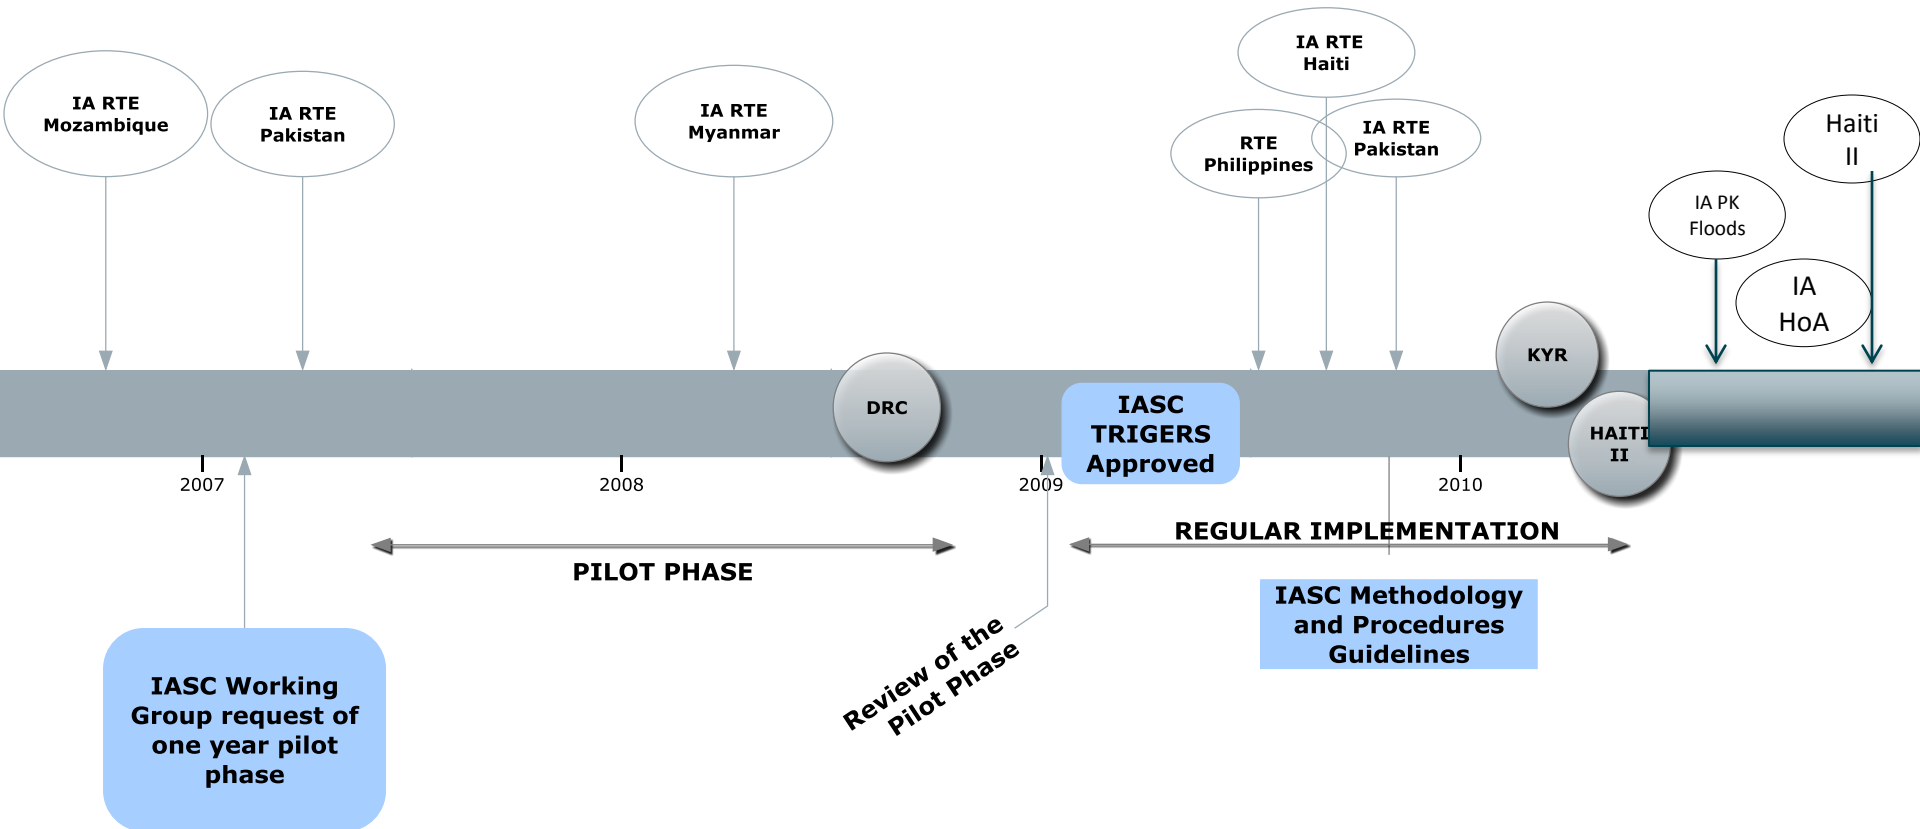 IA RTE
Mozambique
IA RTE
Pakistan
IA RTE
Myanmar
IA RTE
Haiti
RTE
Philippines
IA RTE
Pakistan
Haiti
II
IA PK
Floods
IA
HoA
KYR
DRC
HAITI
II
IASC
TRIGERS
Approved
2007
2008
2009
2010
PILOT PHASE
REGULAR IMPLEMENTATION
IASC Methodology
and Procedures
Guidelines
Review of the
Pilot Phase
IASC Working
Group request of
one year pilot
phase